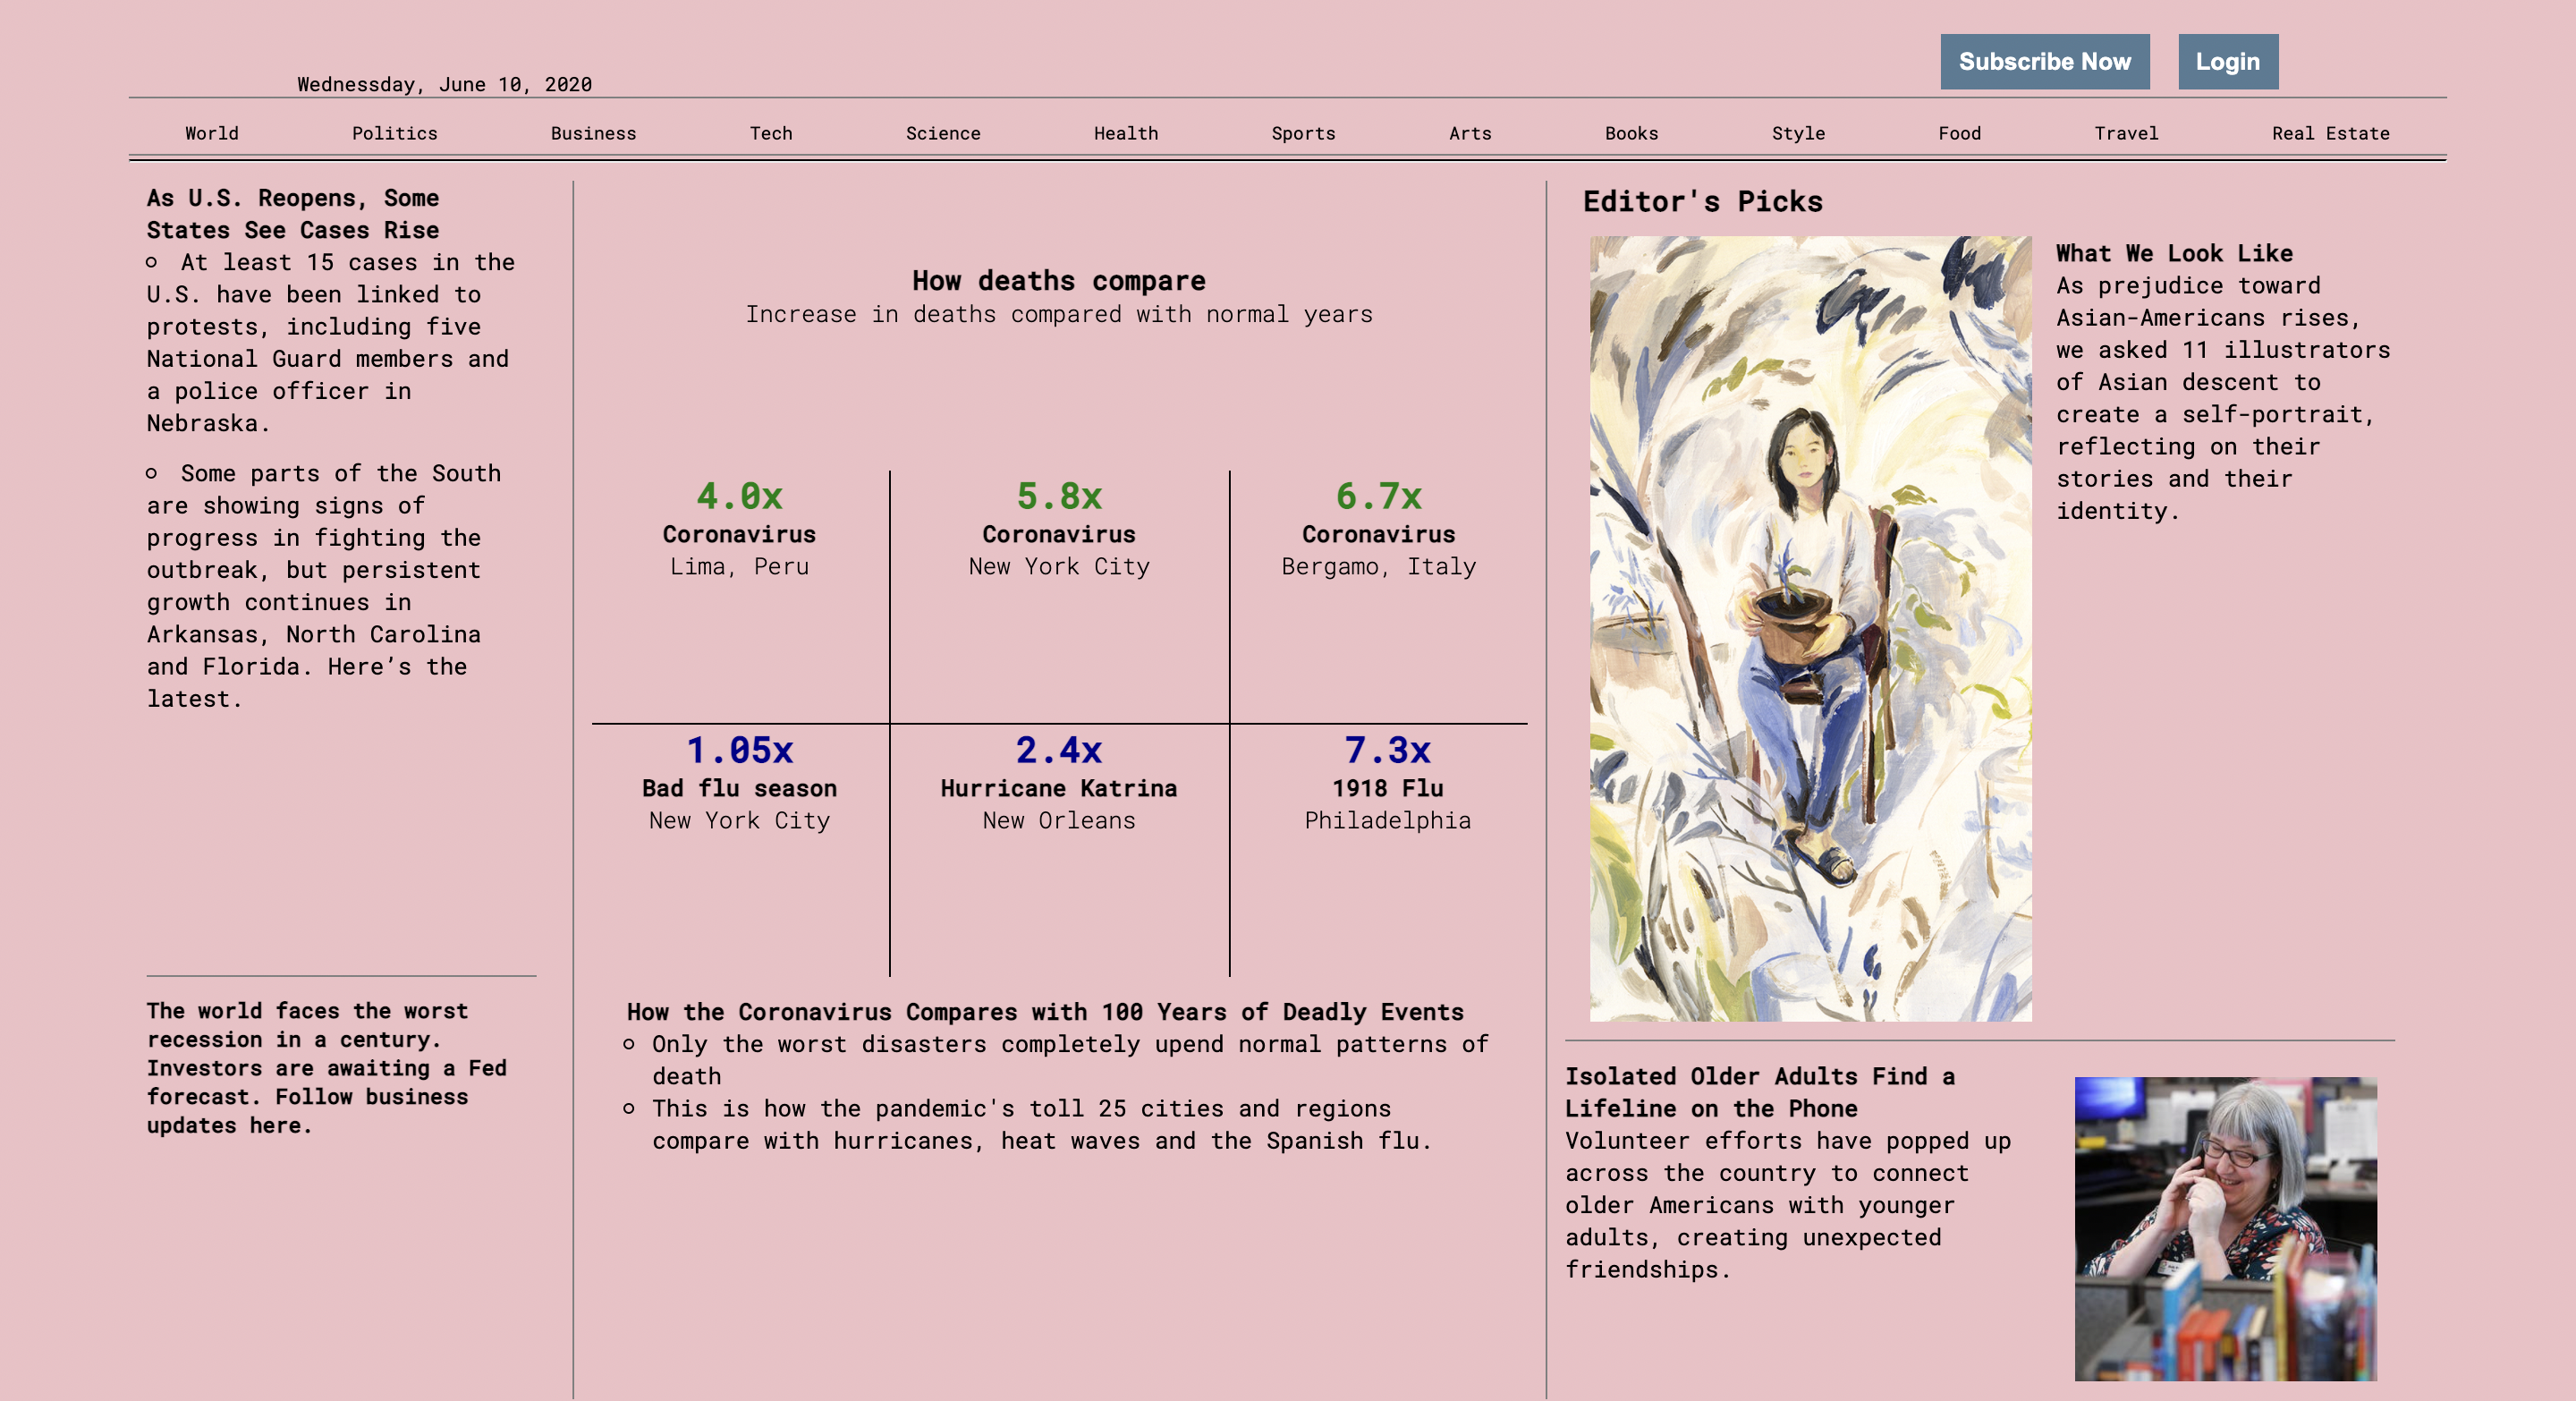 Subscribe Now
Login
Wednessday, June 10, 2020
World Politics Business Tech Science Health Sports Arts Books Style Food Travel Real Estate
As U.S. Reopens, Some
States See Cases Rise
At least 15 cases in the
U.S. have been linked to
protests, including five
National Guard members and
a police officer in
Nebraska.
Some parts of the South
are showing signs of
progress in fighting the
outbreak, but persistent
growth continues in
Arkansas, North Carolina
and Florida. Here’s the
latest.
The world faces the worst
recession in a century.
Investors are awaiting a Fed
forecast. Follow business
updates here.
How deaths compare
Increase in deaths compared with normal years
4.0x
Coronavirus
Lima, Peru
5.8x
Coronavirus
New York City
6.7x
Coronavirus
Bergamo, Italy
1.05x
Bad flu season
New York City
2.4x
Hurricane Katrina
New Orleans
7.3x
1918 Flu
Philadelphia
How the Coronavirus Compares with 100 Years of Deadly Events
Only the worst disasters completely upend normal patterns of
death
This is how the pandemic's toll 25 cities and regions
compare with hurricanes, heat waves and the Spanish flu.
Editor's Picks
What We Look Like
As prejudice toward
Asian-Americans rises,
we asked 11 illustrators
of Asian descent to
create a self-portrait,
reflecting on their
stories and their
identity.
Isolated Older Adults Find a
Lifeline on the Phone
Volunteer efforts have popped up
across the country to connect
older Americans with younger
adults, creating unexpected
friendships.